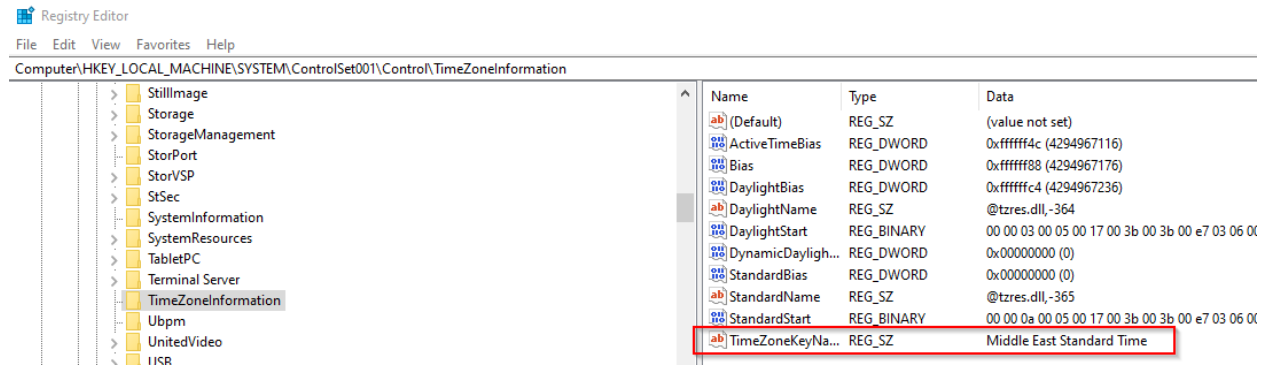 Registry Editor
File Edit View Favorites Help
Computer\HKEY_LOCAL_MACHINE\SYSTEM\ControlSet001\Control\TimeZoneInformation
StillImage
Storage
StorageManagement
StorPort
StorVSP
StSec
SystemInformation
SystemResources
TabletPC
Terminal Server
TimeZoneInformation
Ubpm
UnitedVideo
USB
Name Type Data
(Default) REG_SZ (value not set)
ActiveTimeBias REG_DWORD 0xffffff4c (4294967116)
Bias REG_DWORD 0xffffff88 (4294967176)
DaylightBias REG_DWORD 0xffffffc4 (4294967236)
DaylightName REG_SZ @tzres.dll,-364
DaylightStart REG_BINARY 00 00 03 00 05 00 17 00 3b 00 3b 00 e7 03 06 00
DynamicDayligh... REG_DWORD 0x00000000 (0)
StandardBias REG_DWORD 0x00000000 (0)
StandardName REG_SZ @tzres.dll,-365
StandardStart REG_BINARY 00 00 0a 00 05 00 17 00 3b 00 3b 00 e7 03 06 00
TimeZoneKeyNa... REG_SZ Middle East Standard Time